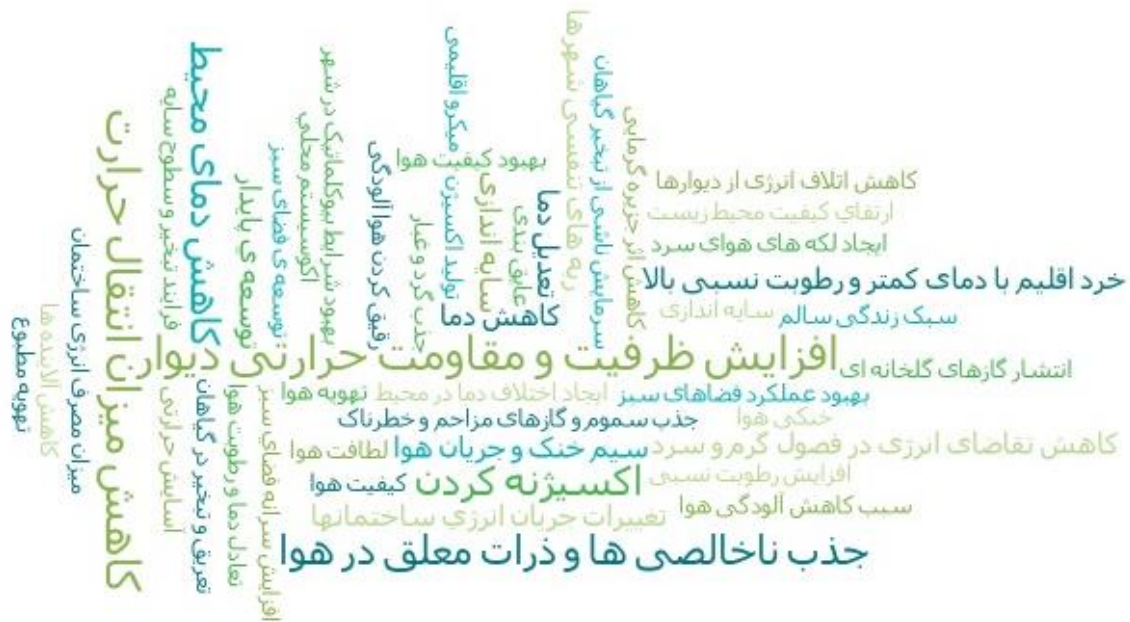 ریه های تنفسی شهرها
میکرو اقلیمی
کاهش دمای محیط
بهبود شرایط بیوکلماتیک در شهر
سرمایش ناشی از تبخیر گیاهان
فرایند تبخیر و سطوح سایه
کاهش اثر جزیره گرمایی
کاهش میزان انتقال حرارت
اکوسیستم محلي
توسعه ی فضای سبز
رقیق کردن هوا آلودگی
بهبود کیفیت هوا
کاهش اتلاف انرژی از دیوارها
توسعه ی پایدار
تولید اکسیژن
سایه اندازی
تعدیل دما
عایق بندی
جذب گرد و غبار
ارتقاي کیفیت محیط زیست
ایجاد لکه های هوای سرد
میزان مصرف انرژی ساختمان
خرد اقلیم با دمای کمتر و رطوبت نسبی بالا
کاهش دما
سایه اندازی
سبک زندگی سالم
کاهش آلاینده ها
تهویه مطبوع
افزایش ظرفیت و مقاومت حرارتی دیوار
انتشار گازهای گلخانه ای
آسایش حرارتی
تعریق و تبخیر در گیاهان
تعادل دما و رطوبت هوا
افزایش سرانه فضاي سبز
تهویه هوا
ایجاد اختلاف دما در محیط
بهبود عملکرد فضاهای سبز
جذب سموم و گازهای مزاحم و خطرناک
خنکی هوا
لطافت هوا
سیم خنک و جریان هوا
کاهش تقاضای انرژی در فصول گرم و سرد
کیفیت هوا
اکسیژنه کردن
افزایش رطوبت نسبی
تغییرات جریان انرژي ساختمانها
سبب کاهش آلودگی هوا
جذب ناخالصی ها و ذرات معلق در هوا